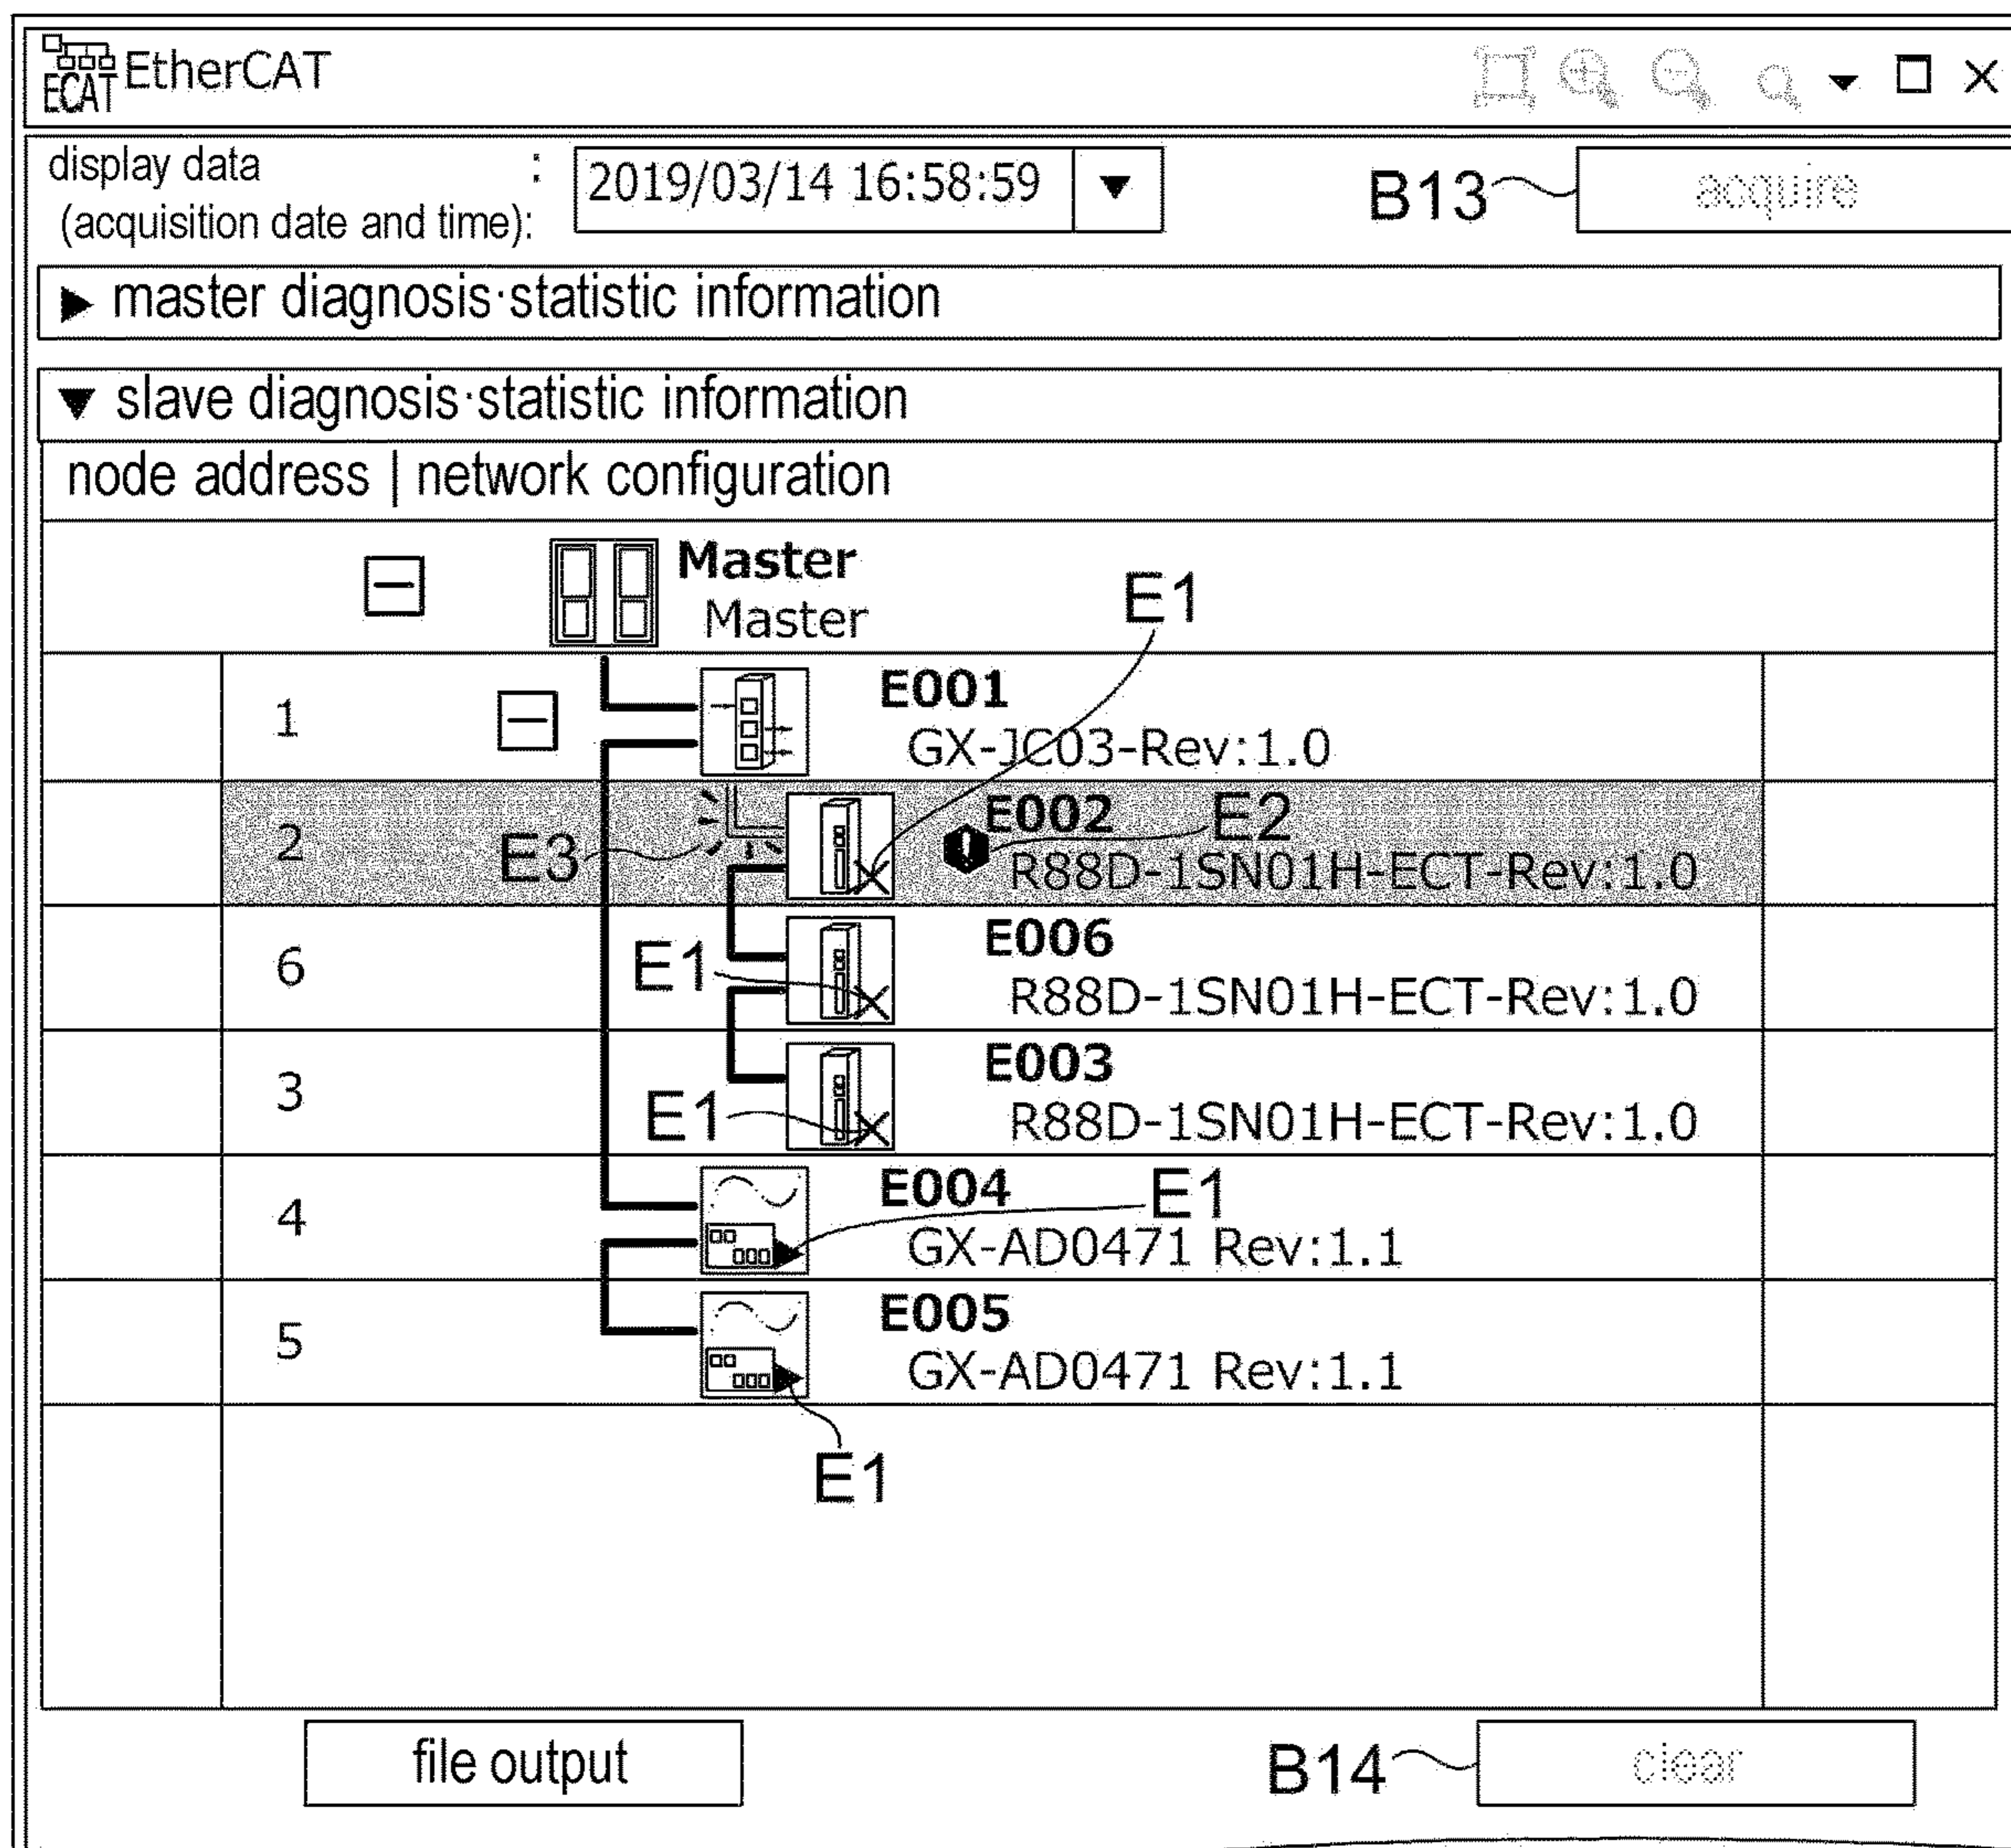 ECAT EtherCAT
display data :
(acquisition date and time):
2019/03/14 16:58:59
B13
acquire
master diagnosis·statistic information
slave diagnosis·statistic information
node address | network configuration
Master
Master
E1
1
E001
GX-JC03-Rev:1.0
2
E3
E002
E2
R88D-1SN01H-ECT-Rev:1.0
6
E1
E006
R88D-1SN01H-ECT-Rev:1.0
3
E1
E003
R88D-1SN01H-ECT-Rev:1.0
4
E004
E1
GX-AD0471 Rev:1.1
5
E005
GX-AD0471 Rev:1.1
E1
file output
B14
clear